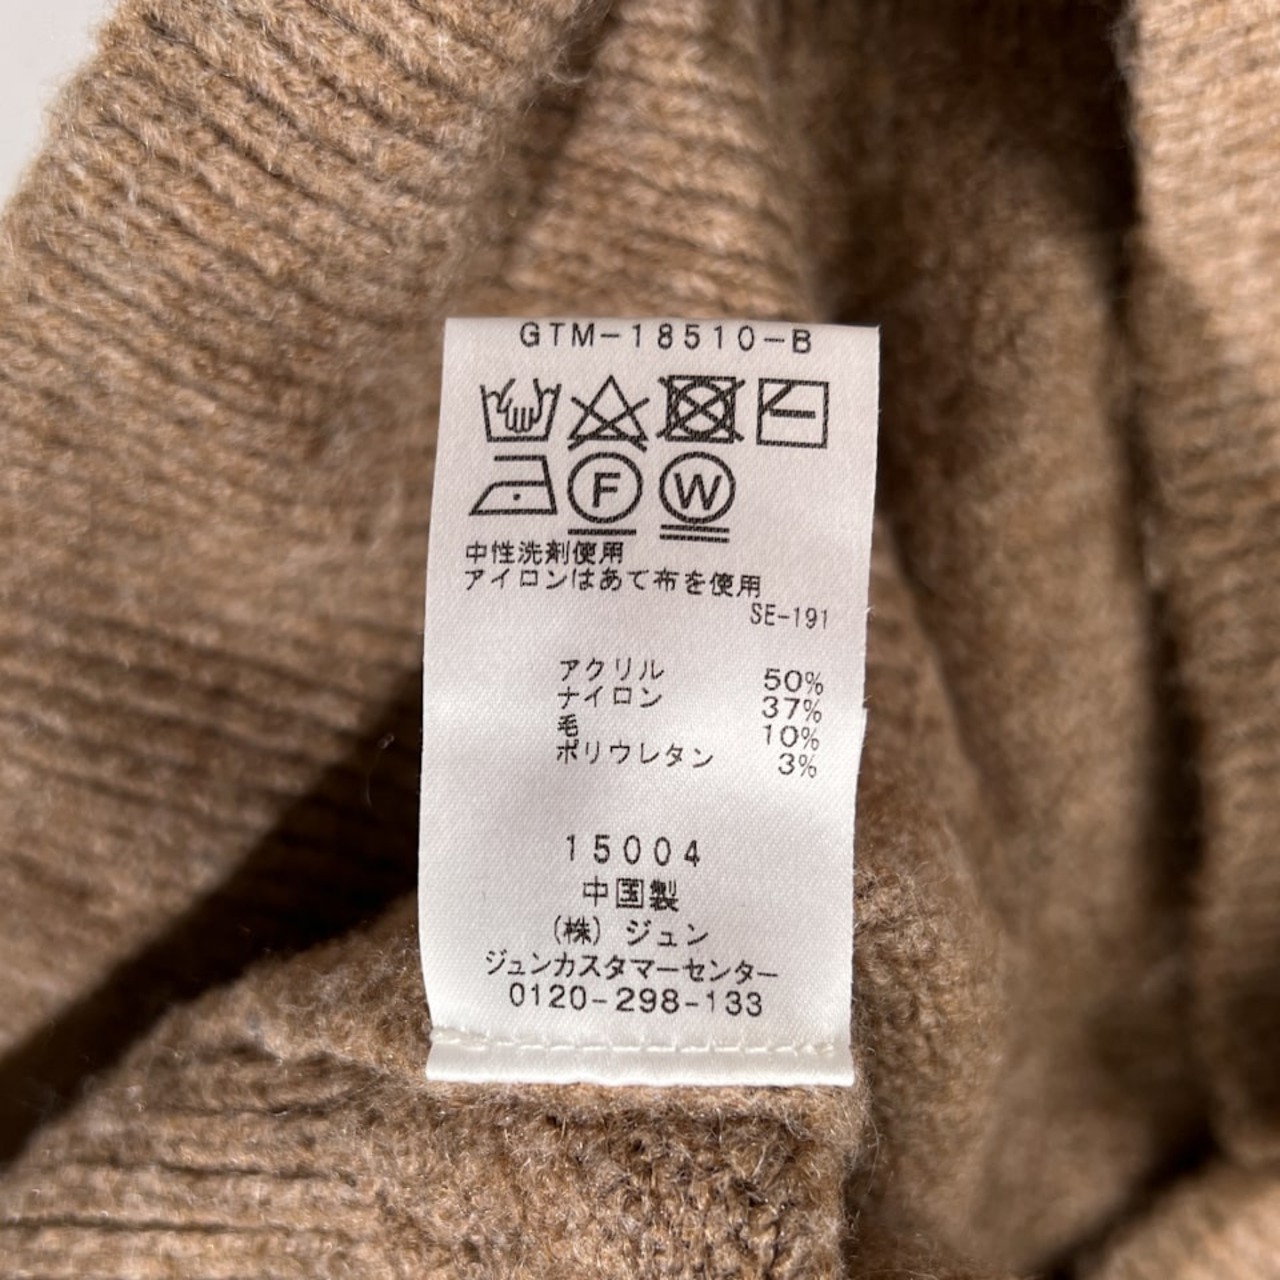 GTM-18510-B
F W
中性洗剤使用
アイロンはあて布を使用
SE-191
アクリル 50%
ナイロン 37%
毛 10%
ポリウレタン 3%
15004
中国製
(株) ジュン
ジュンカスタマーセンター
0120-298-133